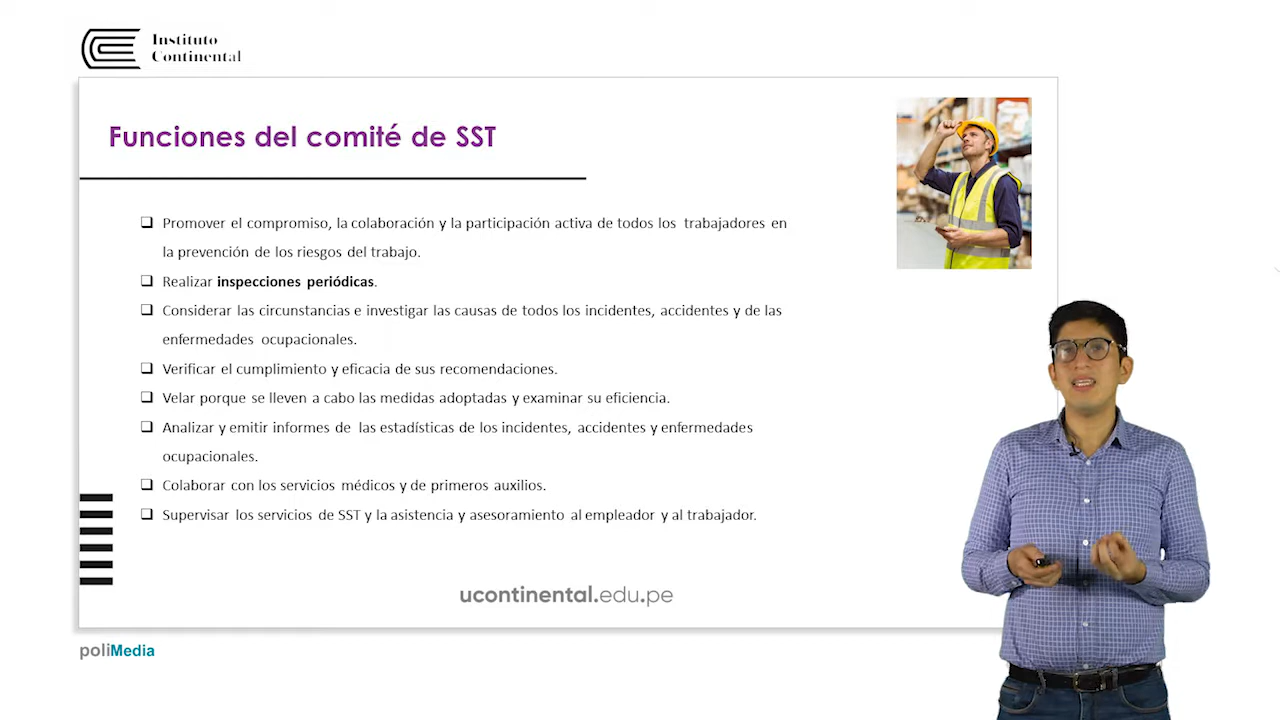 Instituto
Continental
Funciones del comité de SST
❑ Promover el compromiso, la colaboración y la participación activa de todos los trabajadores en
la prevención de los riesgos del trabajo.
❑ Realizar inspecciones periódicas.
❑ Considerar las circunstancias e investigar las causas de todos los incidentes, accidentes y de las
enfermedades ocupacionales.
❑ Verificar el cumplimiento y eficacia de sus recomendaciones.
❑ Velar porque se lleven a cabo las medidas adoptadas y examinar su eficiencia.
❑ Analizar y emitir informes de las estadísticas de los incidentes, accidentes y enfermedades
ocupacionales.
❑ Colaborar con los servicios médicos y de primeros auxilios.
❑ Supervisar los servicios de SST y la asistencia y asesoramiento al empleador y al trabajador.
ucontinental.edu.pe
poliMedia